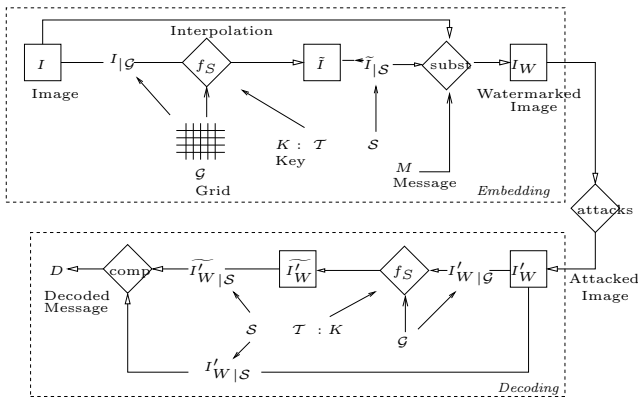 Interpolation
I I|𝒢 f_S Ĩ Ĩ|𝒮 subst I_W
Image
Watermarked
Image
K : 𝒯
Key
𝒮
M
Message
𝒢
Grid
Embedding
attacks
D comp Ĩ′_W|𝒮 Ĩ′_W f_S I′_W|𝒢 I′_W
Decoded
Message
Attacked
Image
𝒮 𝒯 : K 𝒢
I′_W|𝒮
Decoding